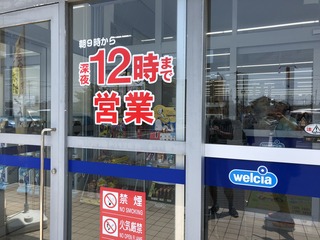 朝9時から
深夜12時まで
営業
welcia
禁煙
NO SMOKING
火気厳禁